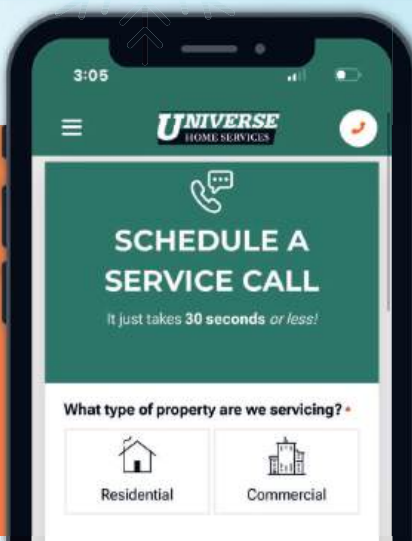 3:05
UNIVERSE
HOME SERVICES
SCHEDULE A
SERVICE CALL
It just takes 30 seconds or less!
What type of property are we servicing? •
Residential
Commercial